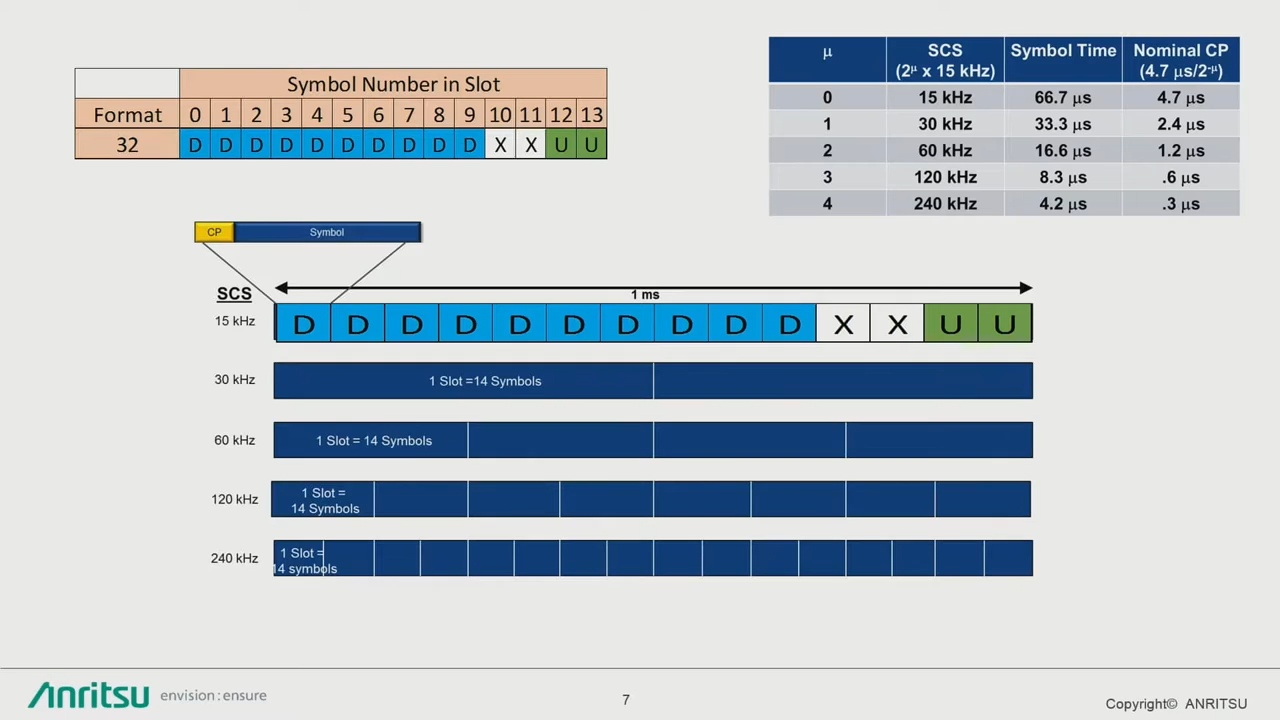 Symbol Number in Slot
Format 0 1 2 3 4 5 6 7 8 9 10 11 12 13
32 D D D D D D D D D D X X U U
μ SCS Symbol Time Nominal CP
(2^μ x 15 kHz) (4.7 μs/2^-μ)
0 15 kHz 66.7 μs 4.7 μs
1 30 kHz 33.3 μs 2.4 μs
2 60 kHz 16.6 μs 1.2 μs
3 120 kHz 8.3 μs .6 μs
4 240 kHz 4.2 μs .3 μs
CP Symbol
SCS
1 ms
15 kHz D D D D D D D D D D X X U U
30 kHz 1 Slot =14 Symbols
60 kHz 1 Slot = 14 Symbols
120 kHz 1 Slot =
14 Symbols
240 kHz 1 Slot =
14 symbols
Anritsu envision : ensure
7
Copyright© ANRITSU